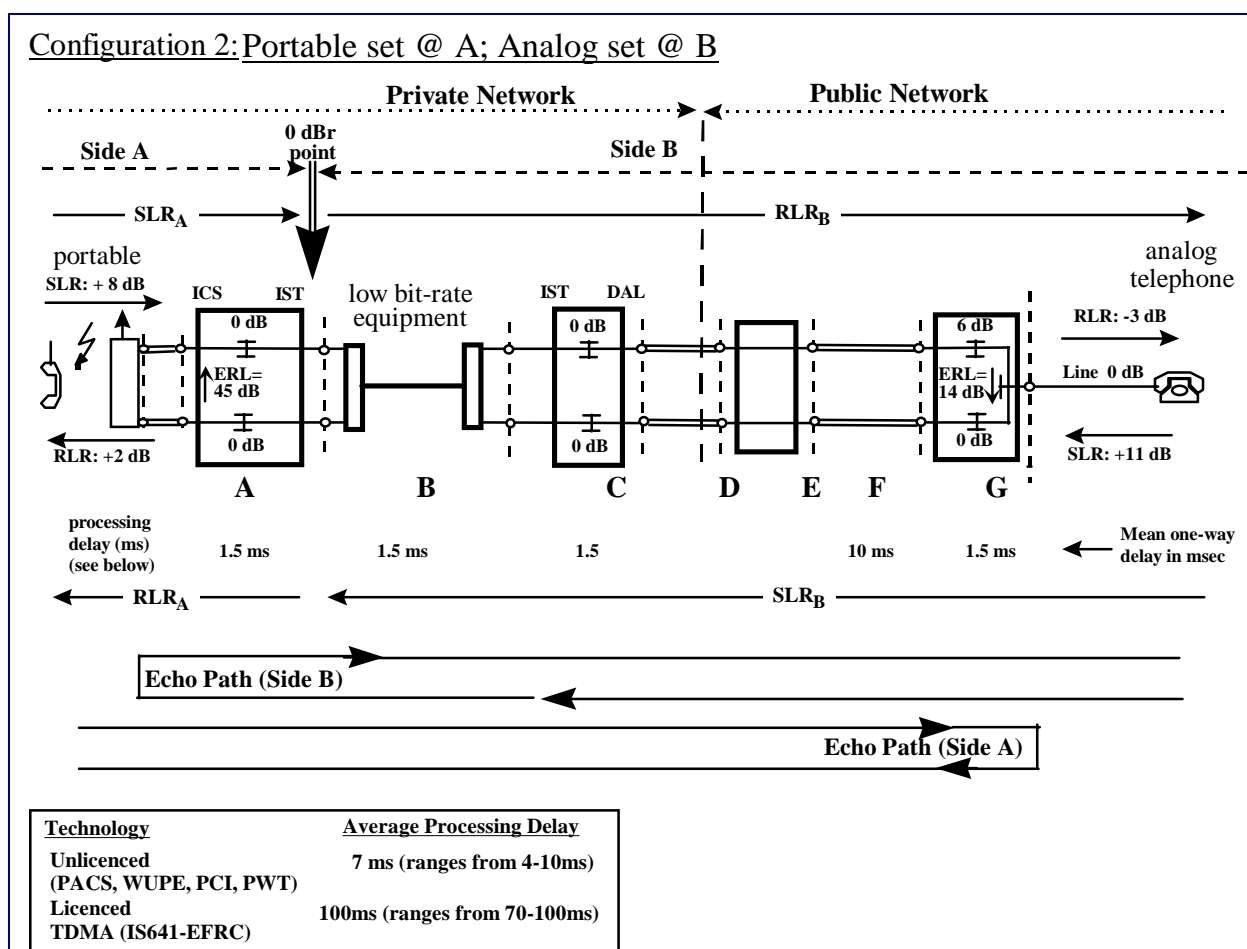 Configuration 2: Portable set @ A; Analog set @ B
Private Network
Public Network
0 dBr
point
Side A
Side B
SLRA
RLRB
portable
SLR: + 8 dB
ICS
IST
low bit-rate
equipment
IST
DAL
analog
telephone
RLR: -3 dB
0 dB
0 dB
6 dB
ERL=
45 dB
ERL=
14 dB
Line 0 dB
0 dB
0 dB
0 dB
RLR: +2 dB
SLR: +11 dB
A
B
C
D
E
F
G
processing
delay (ms)
(see below)
1.5 ms
1.5 ms
1.5
10 ms
1.5 ms
Mean one-way
delay in msec
RLRA
SLRB
Echo Path (Side B)
Echo Path (Side A)
Technology
Average Processing Delay
Unlicenced
(PACS, WUPE, PCI, PWT)
7 ms (ranges from 4-10ms)
Licenced
TDMA (IS641-EFRC)
100ms (ranges from 70-100ms)